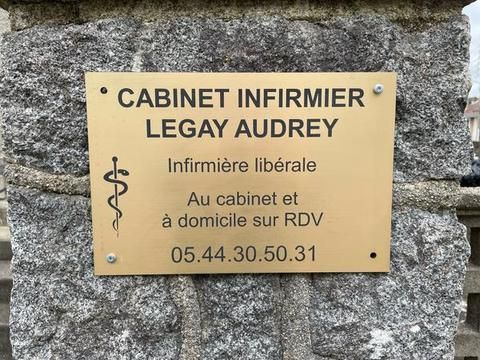 CABINET INFIRMIER
LEGAY AUDREY
Infirmière libérale
Au cabinet et
à domicile sur RDV
05.44.30.50.31